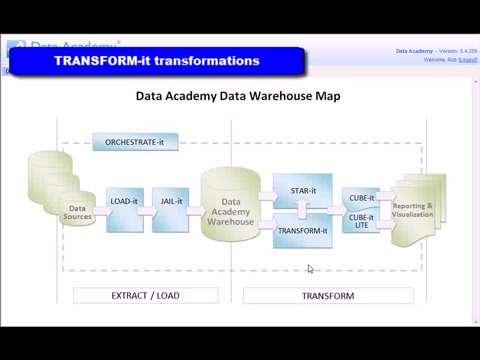 Data Academy
TRANSFORM-it transformations
Data Academy - Version: 5.4.256
Welcome, Rob [Logout]
Data Academy Data Warehouse Map
ORCHESTRATE-it
Data
Sources
LOAD-it
JAIL-it
Data
Academy
Warehouse
STAR-it
TRANSFORM-it
CUBE-it
CUBE-it
LITE
Reporting &
Visualization
EXTRACT / LOAD
TRANSFORM